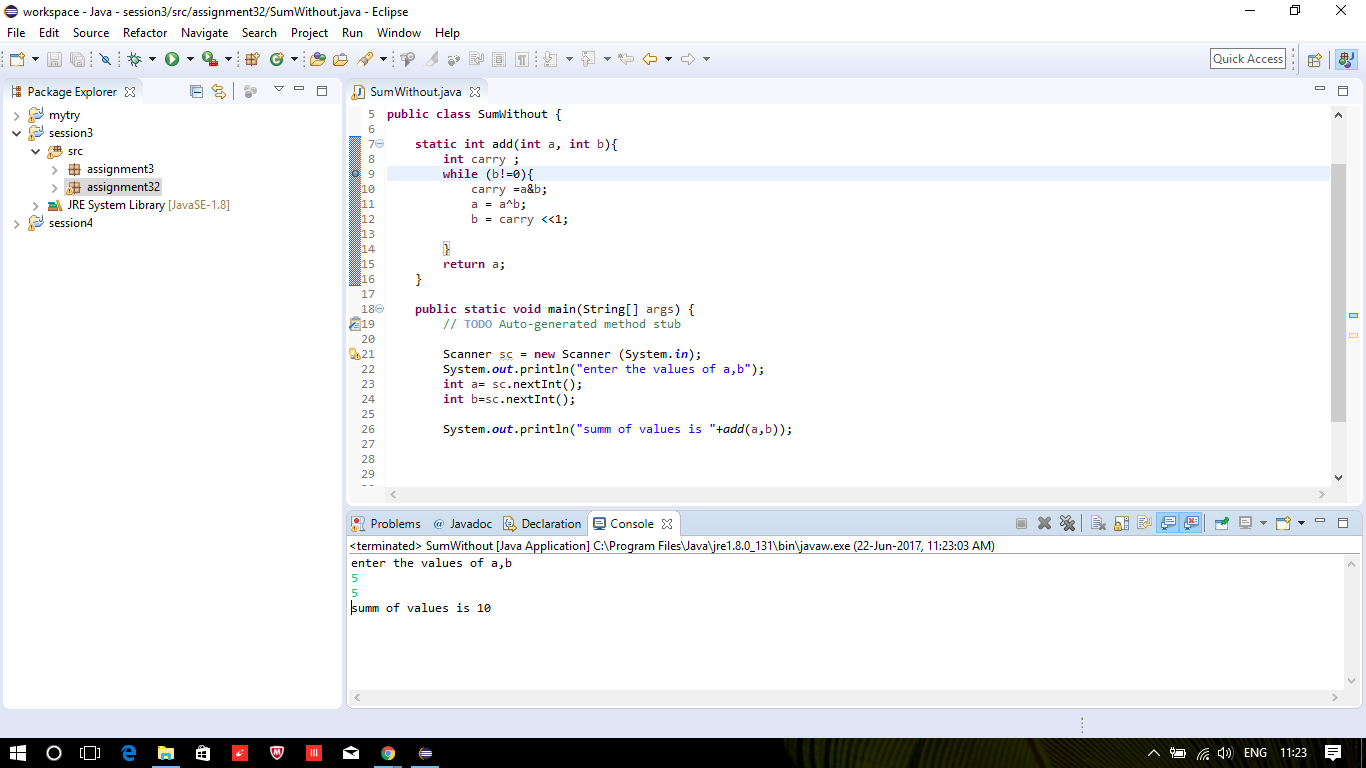 workspace - Java - session3/src/assignment32/SumWithout.java - Eclipse
File Edit Source Refactor Navigate Search Project Run Window Help
Quick Access
Package Explorer
mytry
session3
src
assignment3
assignment32
JRE System Library [JavaSE-1.8]
session4
SumWithout.java
5 public class SumWithout {
6
7 static int add(int a, int b){
8 int carry ;
9 while (b!=0){
10 carry =a&b;
11 a = a^b;
12 b = carry <<1;
13
14 }
15 return a;
16 }
17
18 public static void main(String[] args) {
19 // TODO Auto-generated method stub
20
21 Scanner sc = new Scanner (System.in);
22 System.out.println("enter the values of a,b");
23 int a= sc.nextInt();
24 int b=sc.nextInt();
25
26 System.out.println("summ of values is "+add(a,b));
27
28
29
Problems @ Javadoc Declaration Console
<terminated> SumWithout [Java Application] C:\Program Files\Java\jre1.8.0_131\bin\javaw.exe (22-Jun-2017, 11:23:03 AM)
enter the values of a,b
5
5
summ of values is 10
ENG 11:23